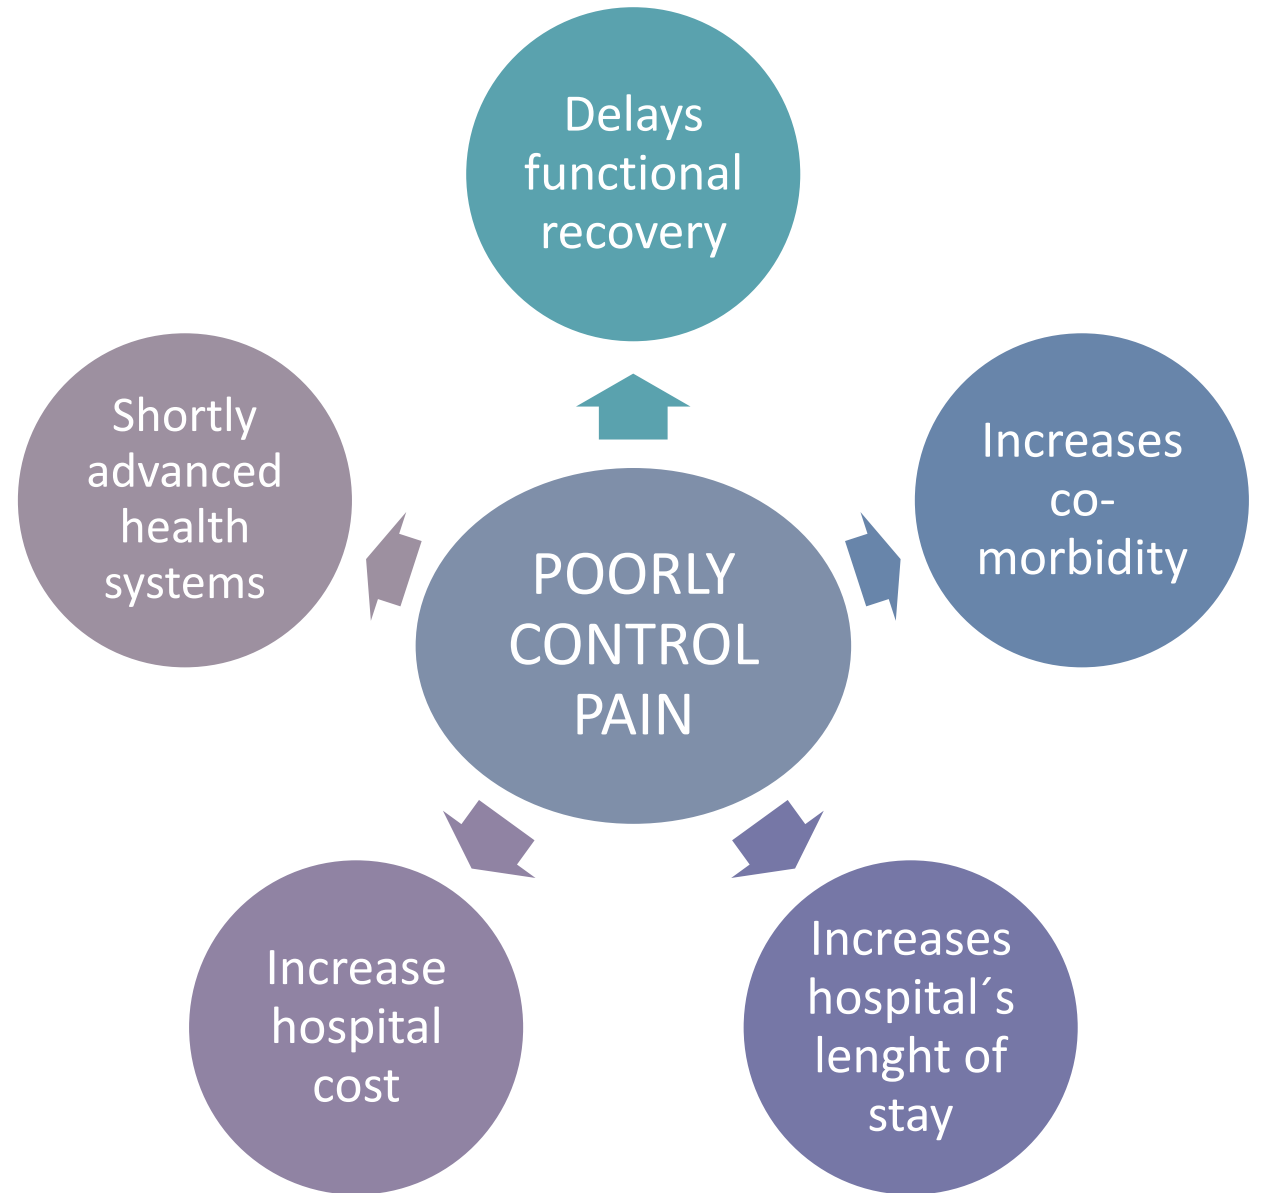 Delays
functional
recovery
Shortly
advanced
health
systems
Increases
co-
morbidity
POORLY
CONTROL
PAIN
Increase
hospital
cost
Increases
hospital´s
lenght of
stay